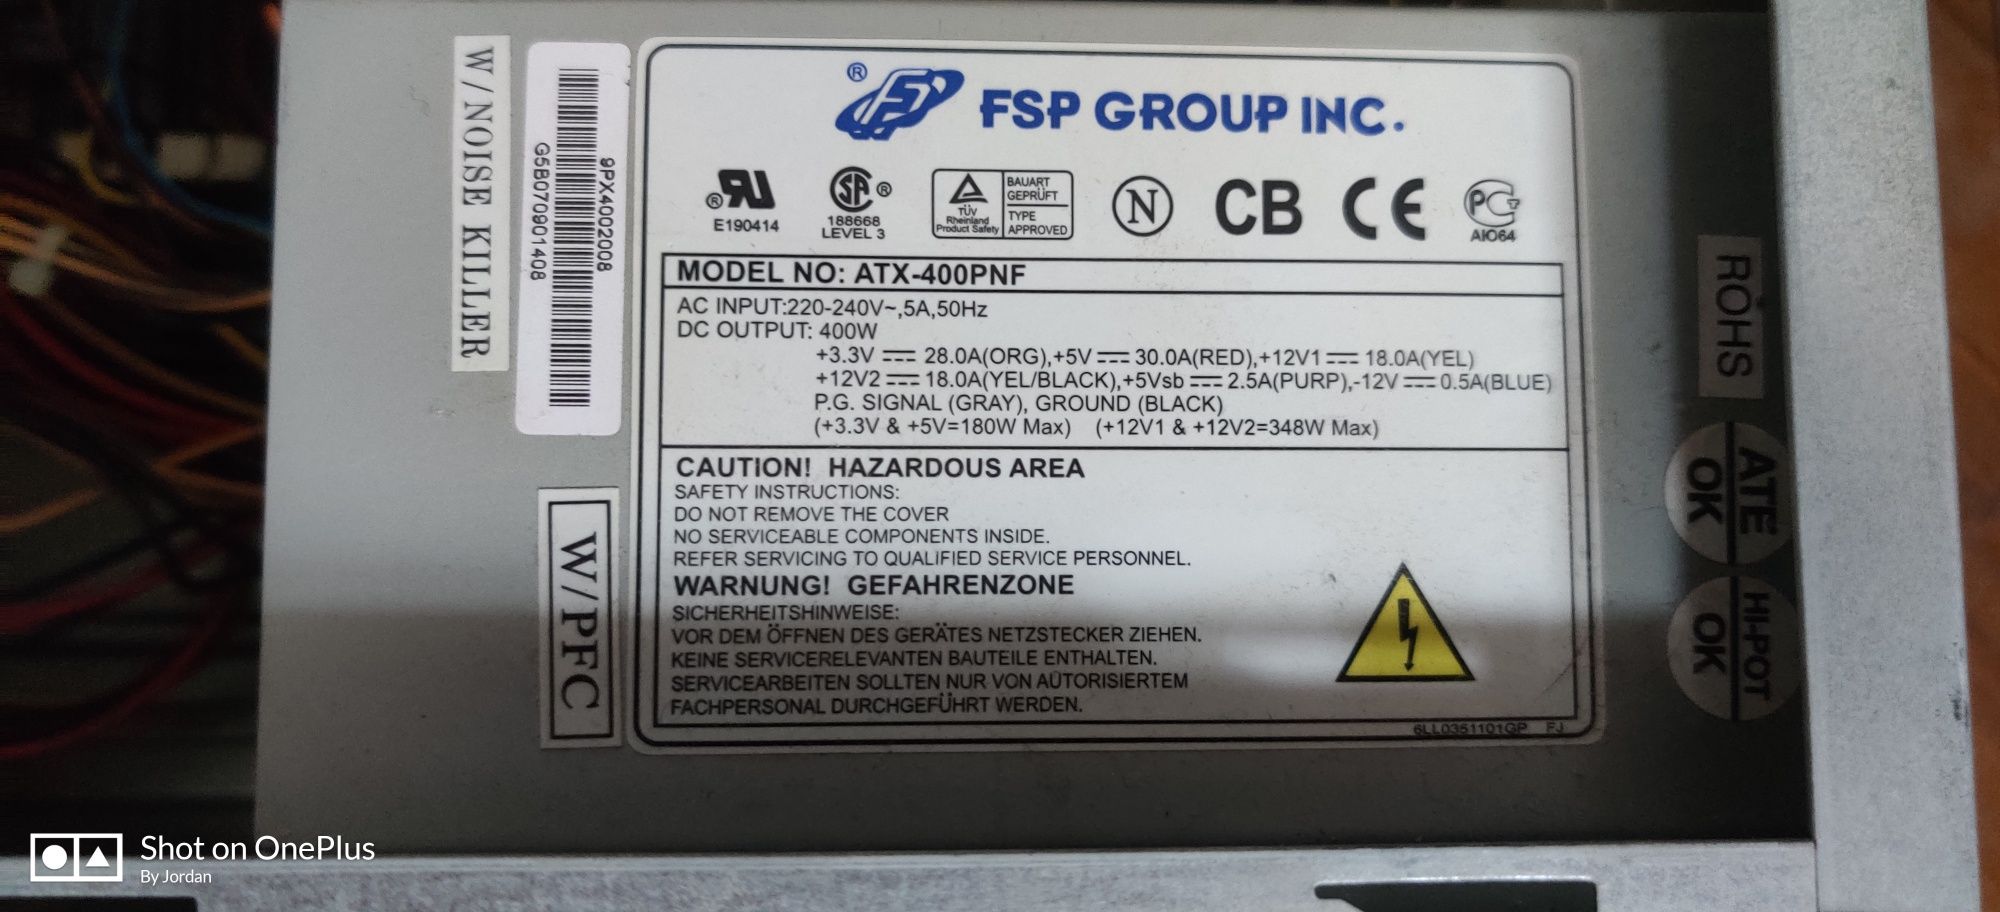 W/NOISE KILLER
9PX4002008
G5B070901408
W/PFC
® FSP GROUP INC.
® E190414
SA ®
188668
LEVEL 3
TÜV
Rheinland
Product Safety
BAUART
GEPRÜFT
TYPE
APPROVED
N
CB
CE
PC
AIO64
MODEL NO: ATX-400PNF
AC INPUT:220-240V~,5A,50Hz
DC OUTPUT: 400W
+3.3V ⎓ 28.0A(ORG),+5V ⎓ 30.0A(RED),+12V1 ⎓ 18.0A(YEL)
+12V2 ⎓ 18.0A(YEL/BLACK),+5Vsb ⎓ 2.5A(PURP),-12V ⎓ 0.5A(BLUE)
P.G. SIGNAL (GRAY), GROUND (BLACK)
(+3.3V & +5V=180W Max) (+12V1 & +12V2=348W Max)
CAUTION! HAZARDOUS AREA
SAFETY INSTRUCTIONS:
DO NOT REMOVE THE COVER
NO SERVICEABLE COMPONENTS INSIDE.
REFER SERVICING TO QUALIFIED SERVICE PERSONNEL.
WARNUNG! GEFAHRENZONE
SICHERHEITSHINWEISE:
VOR DEM ÖFFNEN DES GERÄTES NETZSTECKER ZIEHEN.
KEINE SERVICERELEVANTEN BAUTEILE ENTHALTEN.
SERVICEARBEITEN SOLLTEN NUR VON AUTORISIERTEM
FACHPERSONAL DURCHGEFÜHRT WERDEN.
6LL0351101GP FJ
ROHS
ATE
OK
HI-POT
OK
Shot on OnePlus
By Jordan